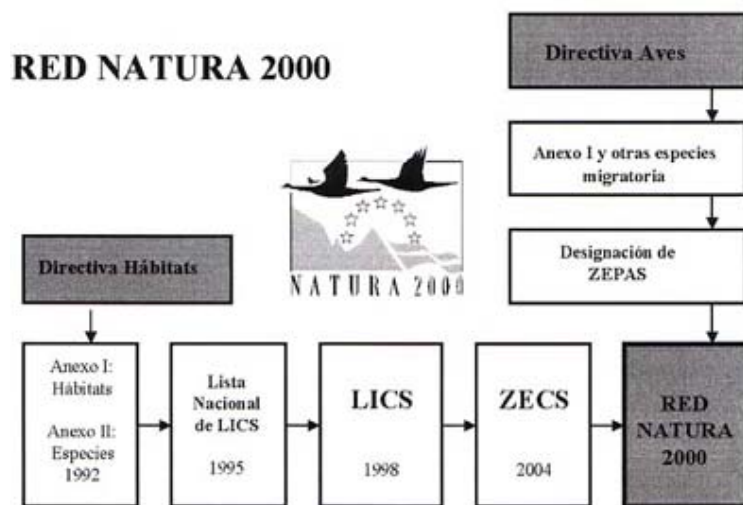 RED NATURA 2000
Directiva Aves
Anexo I y otras especies
migratoria
Designación de
ZEPAS
NATURA 2000
Directiva Hábitats
Anexo I:
Hábitats
Anexo II:
Especies
1992
Lista
Nacional
de LICS
1995
LICS
1998
ZECS
2004
RED
NATURA
2000